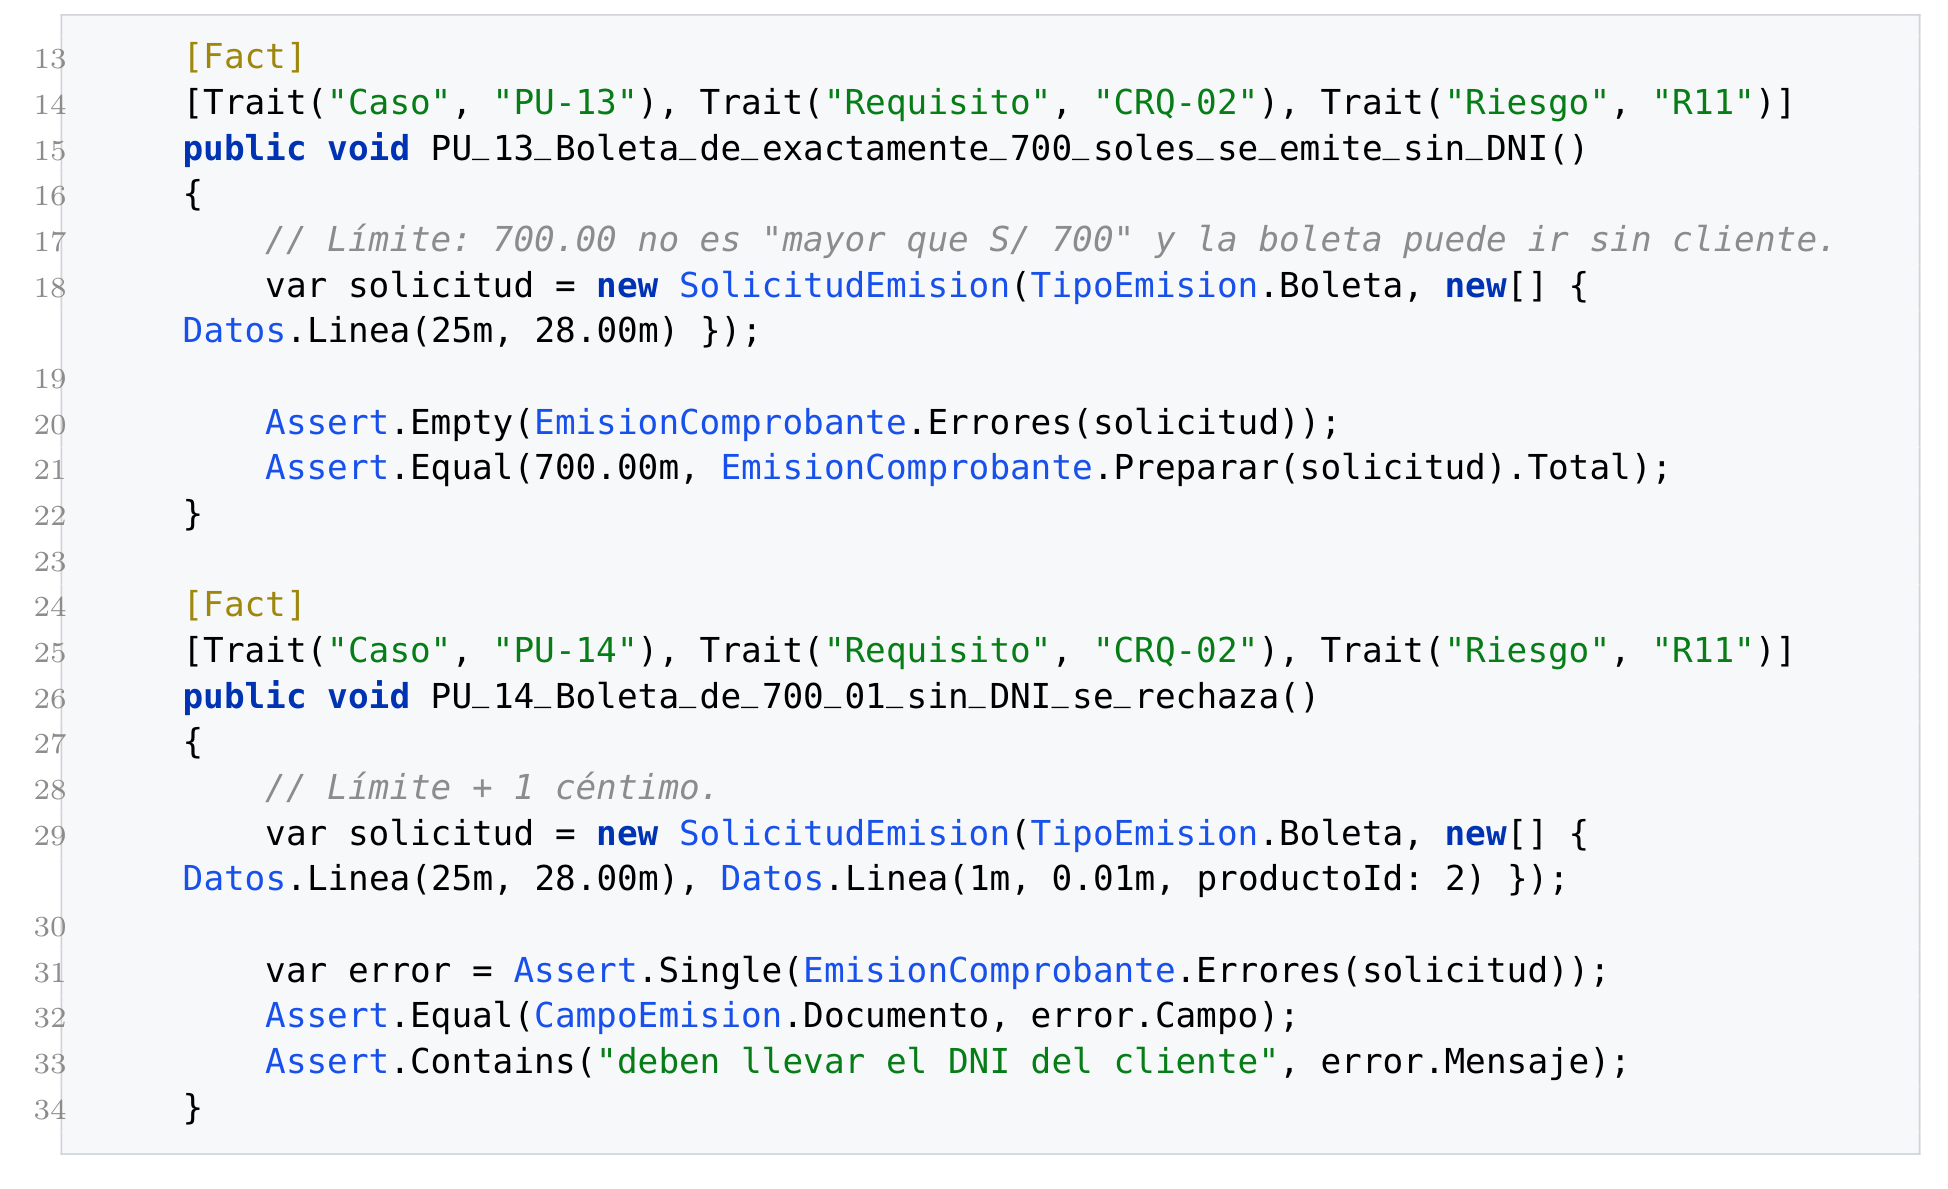 13 [Fact]
14 [Trait("Caso", "PU-13"), Trait("Requisito", "CRQ-02"), Trait("Riesgo", "R11")]
15 public void PU_13_Boleta_de_exactamente_700_soles_se_emite_sin_DNI()
16 {
17 // Límite: 700.00 no es "mayor que S/ 700" y la boleta puede ir sin cliente.
18 var solicitud = new SolicitudEmision(TipoEmision.Boleta, new[] {
Datos.Linea(25m, 28.00m) });
19
20 Assert.Empty(EmisionComprobante.Errores(solicitud));
21 Assert.Equal(700.00m, EmisionComprobante.Preparar(solicitud).Total);
22 }
23
24 [Fact]
25 [Trait("Caso", "PU-14"), Trait("Requisito", "CRQ-02"), Trait("Riesgo", "R11")]
26 public void PU_14_Boleta_de_700_01_sin_DNI_se_rechaza()
27 {
28 // Límite + 1 céntimo.
29 var solicitud = new SolicitudEmision(TipoEmision.Boleta, new[] {
Datos.Linea(25m, 28.00m), Datos.Linea(1m, 0.01m, productoId: 2) });
30
31 var error = Assert.Single(EmisionComprobante.Errores(solicitud));
32 Assert.Equal(CampoEmision.Documento, error.Campo);
33 Assert.Contains("deben llevar el DNI del cliente", error.Mensaje);
34 }